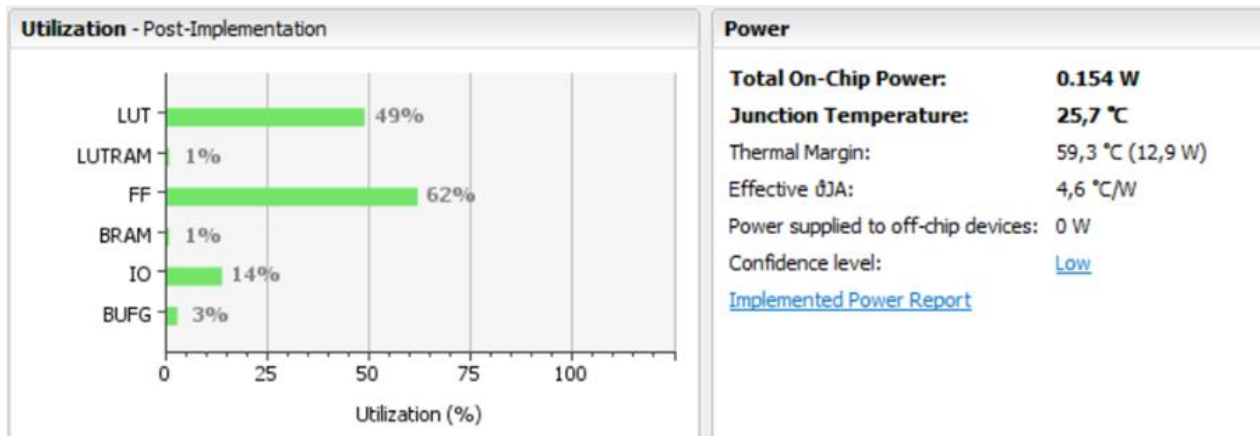 Utilization - Post-Implementation
LUT 49%
LUTRAM 1%
FF 62%
BRAM 1%
IO 14%
BUFG 3%
0 25 50 75 100
Utilization (%)
Power
Total On-Chip Power: 0.154 W
Junction Temperature: 25,7 °C
Thermal Margin: 59,3 °C (12,9 W)
Effective ϑJA: 4,6 °C/W
Power supplied to off-chip devices: 0 W
Confidence level: Low
Implemented Power Report